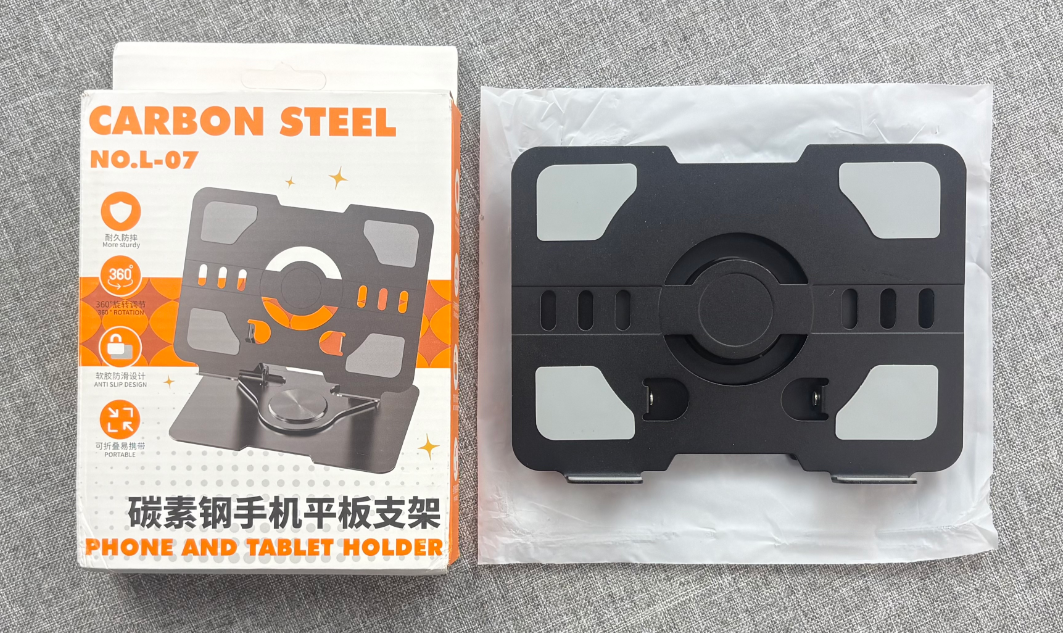 CARBON STEEL
NO.L-07
耐久防摔
More sturdy
360°
360°旋转调节
360° ROTATION
软胶防滑设计
ANTI SLIP DESIGN
可折叠易携带
PORTABLE
碳素钢手机平板支架
PHONE AND TABLET HOLDER